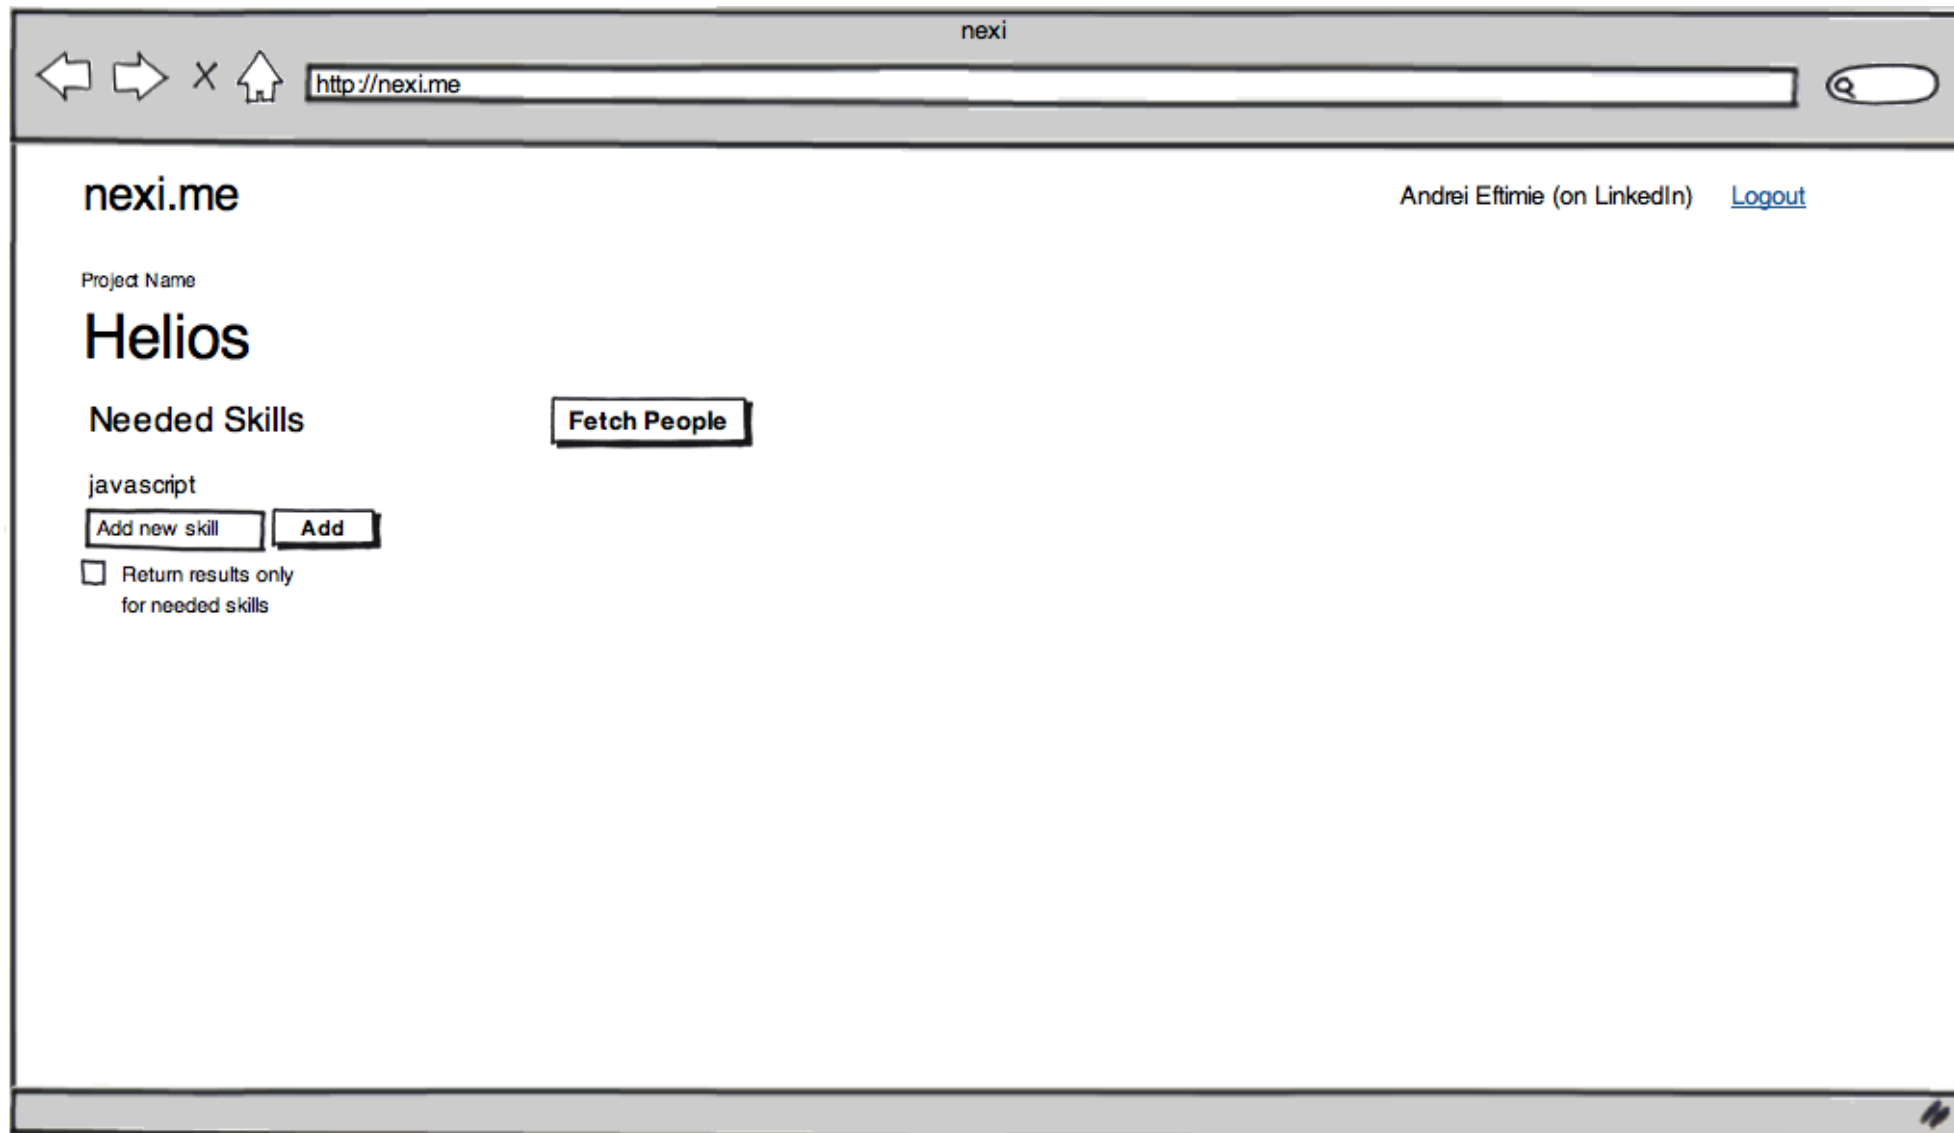 nexi
http://nexi.me
nexi.me
Andrei Eftimie (on LinkedIn) Logout
Project Name
Helios
Needed Skills
Fetch People
javascript
Add new skill
Add
Return results only
for needed skills